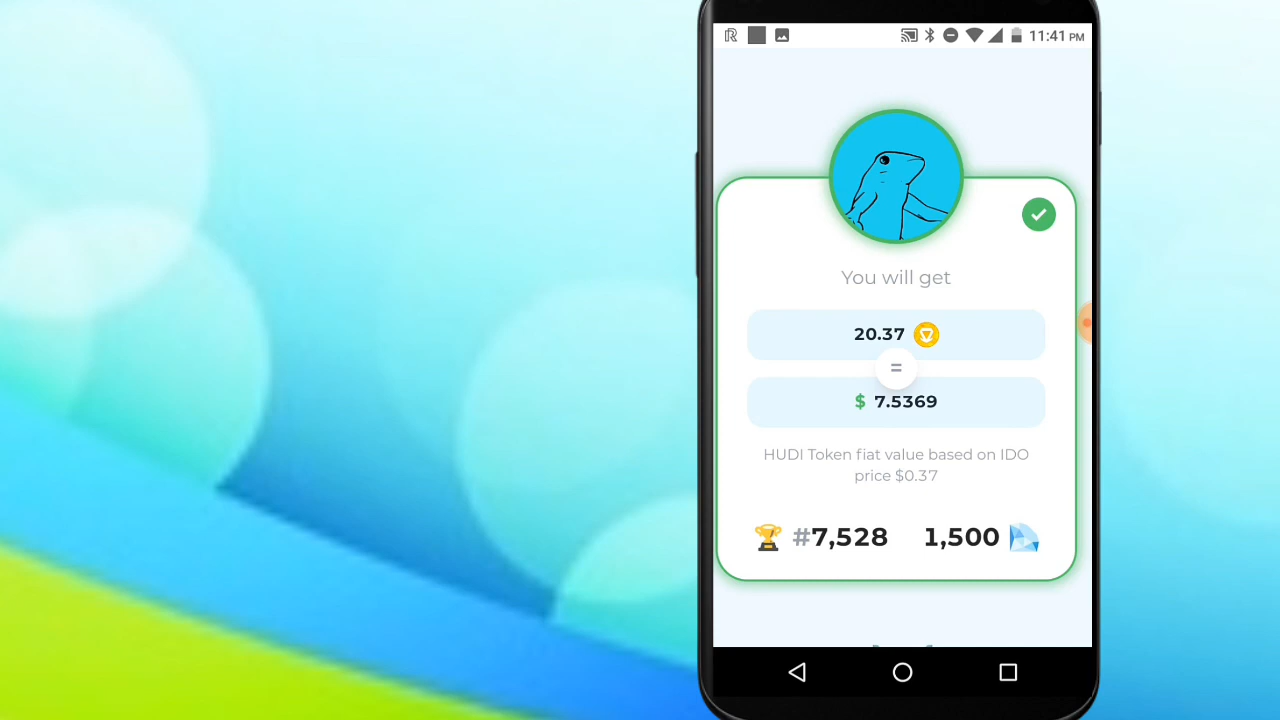 11:41 PM
You will get
20.37
=
$ 7.5369
HUDI Token fiat value based on IDO
price $0.37
#7,528 1,500